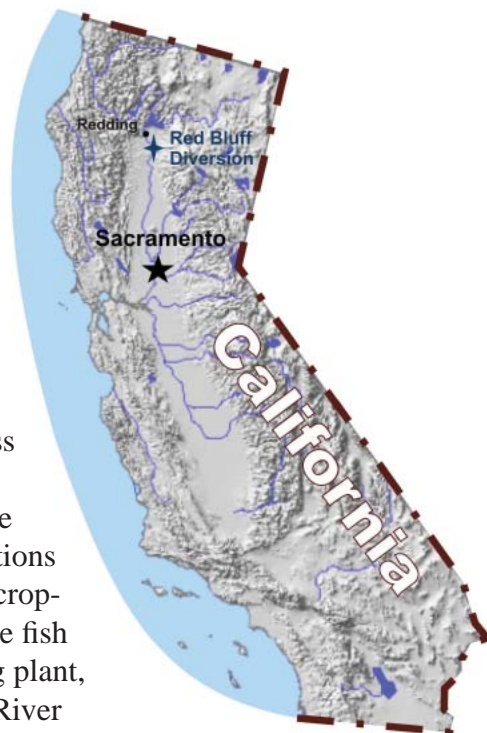 Redding
Red Bluff
Diversion
Sacramento
California
ss
e
tions
crop-
e fish
g plant,
River